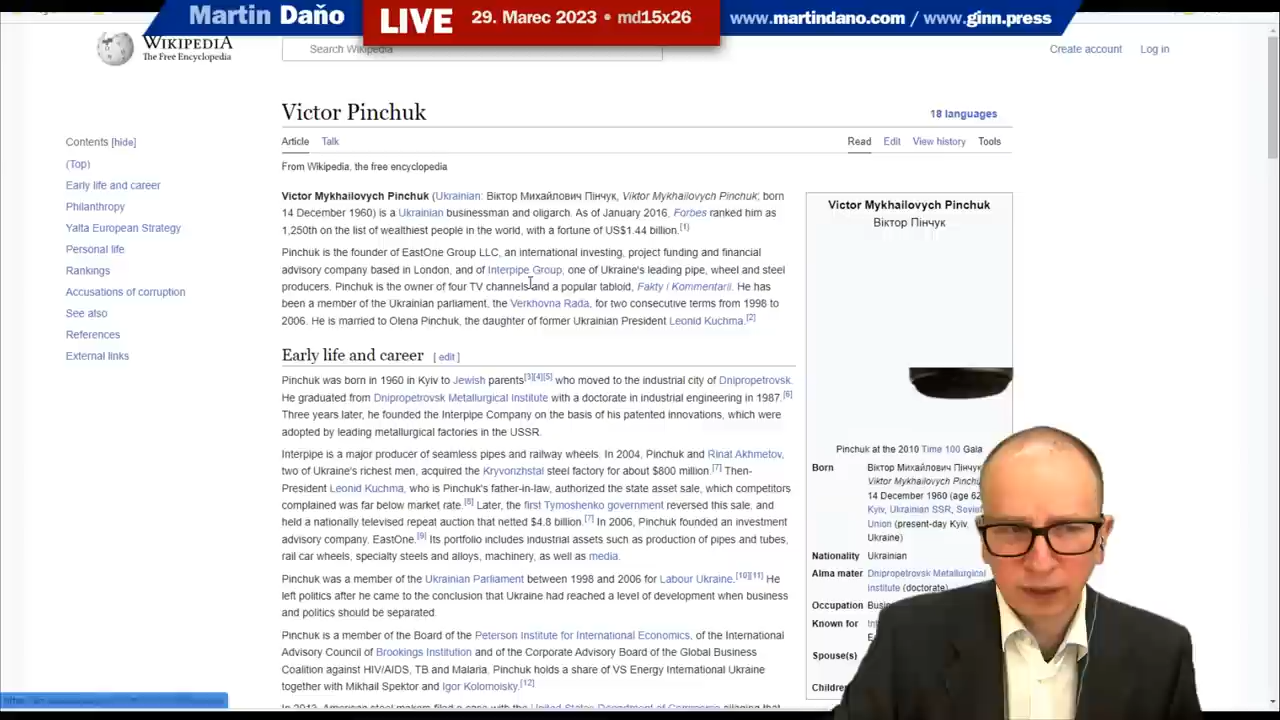 Martin Daňo
LIVE
29. Marec 2023 • md15x26
www.martindano.com / www.ginn.press
WIKIPEDIA
The Free Encyclopedia
Search Wikipedia
Create account
Log in
Victor Pinchuk
18 languages
Contents [hide]
(Top)
Early life and career
Philanthropy
Yalta European Strategy
Personal life
Rankings
Accusations of corruption
See also
References
External links
Article
Talk
Read
Edit
View history
Tools
From Wikipedia, the free encyclopedia
Victor Mykhailovych Pinchuk (Ukrainian: Віктор Михайлович Пінчук, Viktor Mykhailovych Pinchuk; born
14 December 1960) is a Ukrainian businessman and oligarch. As of January 2016, Forbes ranked him as
1,250th on the list of wealthiest people in the world, with a fortune of US$1.44 billion.[1]
Pinchuk is the founder of EastOne Group LLC, an international investing, project funding and financial
advisory company based in London, and of Interpipe Group, one of Ukraine's leading pipe, wheel and steel
producers. Pinchuk is the owner of four TV channels and a popular tabloid, Fakty i Kommentarii. He has
been a member of the Ukrainian parliament, the Verkhovna Rada, for two consecutive terms from 1998 to
2006. He is married to Olena Pinchuk, the daughter of former Ukrainian President Leonid Kuchma.[2]
Early life and career [ edit ]
Pinchuk was born in 1960 in Kyiv to Jewish parents[3][4][5] who moved to the industrial city of Dnipropetrovsk.
He graduated from Dnipropetrovsk Metallurgical Institute with a doctorate in industrial engineering in 1987.[6]
Three years later, he founded the Interpipe Company on the basis of his patented innovations, which were
adopted by leading metallurgical factories in the USSR.
Interpipe is a major producer of seamless pipes and railway wheels. In 2004, Pinchuk and Rinat Akhmetov,
two of Ukraine's richest men, acquired the Kryvorizhstal steel factory for about $800 million.[7] Then-
President Leonid Kuchma, who is Pinchuk's father-in-law, authorized the state asset sale, which competitors
complained was far below market rate.[8] Later, the first Tymoshenko government reversed this sale, and
held a nationally televised repeat auction that netted $4.8 billion.[7] In 2006, Pinchuk founded an investment
advisory company, EastOne.[9] Its portfolio includes industrial assets such as production of pipes and tubes,
rail car wheels, specialty steels and alloys, machinery, as well as media.
Pinchuk was a member of the Ukrainian Parliament between 1998 and 2006 for Labour Ukraine.[10][11] He
left politics after he came to the conclusion that Ukraine had reached a level of development when business
and politics should be separated.
Pinchuk is a member of the Board of the Peterson Institute for International Economics, of the International
Advisory Council of Brookings Institution and of the Corporate Advisory Board of the Global Business
Coalition against HIV/AIDS, TB and Malaria. Pinchuk holds a share of VS Energy International Ukraine
together with Mikhail Spektor and Igor Kolomoisky.[12]
In 2013, American steel makers filed a case with the United States Department of Commerce alleging that
Victor Mykhailovych Pinchuk
Віктор Пінчук
Pinchuk at the 2010 Time 100 Gala
Born
Віктор Михайлович Пінчук
Viktor Mykhailovych Pinchu
14 December 1960 (age 62
Kyiv, Ukrainian SSR, Soviet
Union (present-day Kyiv,
Ukraine)
Nationality Ukrainian
Alma mater Dnipropetrovsk Metallurgical
Institute (doctorate)
Occupation Busi
Known for
Spouse(s)
Childre